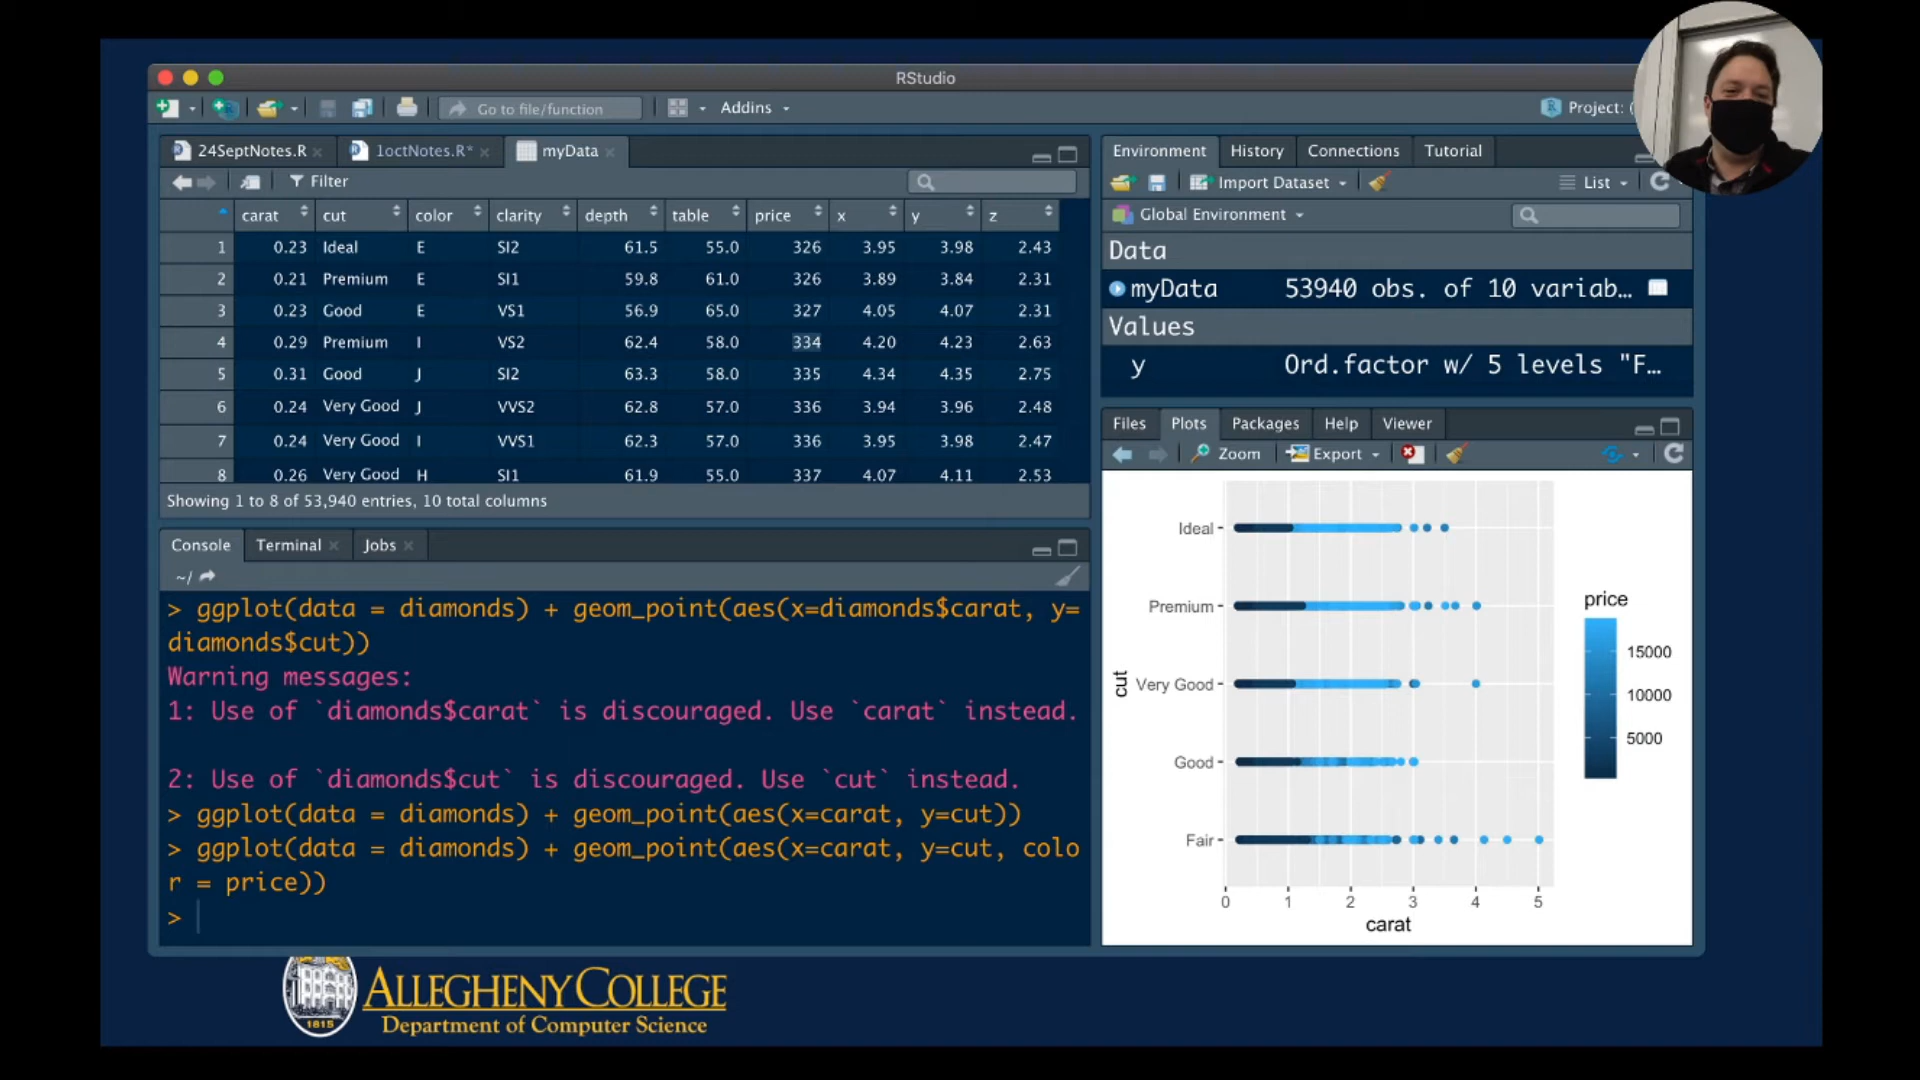 RStudio
Go to file/function
Addins
Project: (
24SeptNotes.R
1octNotes.R*
myData
Filter
carat cut color clarity depth table price x y z
1 0.23 Ideal E SI2 61.5 55.0 326 3.95 3.98 2.43
2 0.21 Premium E SI1 59.8 61.0 326 3.89 3.84 2.31
3 0.23 Good E VS1 56.9 65.0 327 4.05 4.07 2.31
4 0.29 Premium I VS2 62.4 58.0 334 4.20 4.23 2.63
5 0.31 Good J SI2 63.3 58.0 335 4.34 4.35 2.75
6 0.24 Very Good J VVS2 62.8 57.0 336 3.94 3.96 2.48
7 0.24 Very Good I VVS1 62.3 57.0 336 3.95 3.98 2.47
8 0.26 Very Good H SI1 61.9 55.0 337 4.07 4.11 2.53
Showing 1 to 8 of 53,940 entries, 10 total columns
Console Terminal Jobs
~/
> ggplot(data = diamonds) + geom_point(aes(x=diamonds$carat, y=
diamonds$cut))
Warning messages:
1: Use of `diamonds$carat` is discouraged. Use `carat` instead.
2: Use of `diamonds$cut` is discouraged. Use `cut` instead.
> ggplot(data = diamonds) + geom_point(aes(x=carat, y=cut))
> ggplot(data = diamonds) + geom_point(aes(x=carat, y=cut, colo
r = price))
>
Environment History Connections Tutorial
Import Dataset
List
Global Environment
Data
myData 53940 obs. of 10 variab…
Values
y Ord.factor w/ 5 levels "F…
Files Plots Packages Help Viewer
Zoom
Export
Ideal
Premium
Very Good
Good
Fair
cut
0 1 2 3 4 5
carat
price
15000
10000
5000
1815
ALLEGHENY COLLEGE
Department of Computer Science